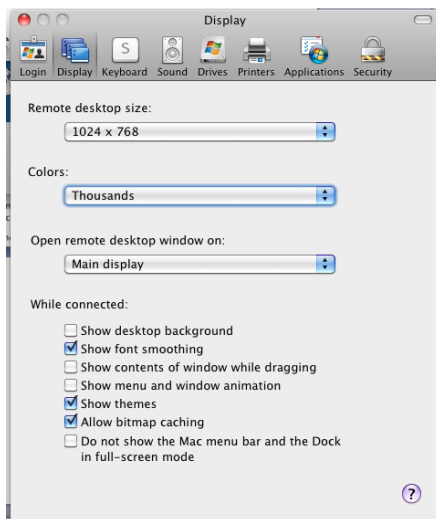 Display
S
Login Display Keyboard Sound Drives Printers Applications Security
Remote desktop size:
1024 x 768
Colors:
Thousands
Open remote desktop window on:
Main display
While connected:
Show desktop background
Show font smoothing
Show contents of window while dragging
Show menu and window animation
Show themes
Allow bitmap caching
Do not show the Mac menu bar and the Dock
in full-screen mode
?